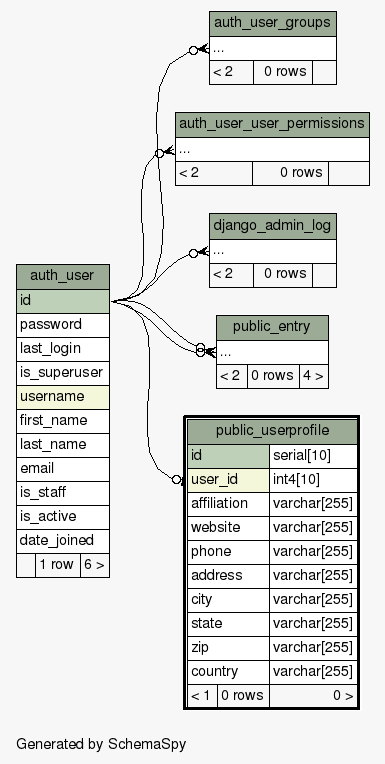 auth_user_groups
...
< 2 0 rows
auth_user_user_permissions
...
< 2 0 rows
django_admin_log
...
< 2 0 rows
auth_user
id
password
last_login
is_superuser
username
first_name
last_name
email
is_staff
is_active
date_joined
1 row 6 >
public_entry
...
< 2 0 rows 4 >
public_userprofile
id serial[10]
user_id int4[10]
affiliation varchar[255]
website varchar[255]
phone varchar[255]
address varchar[255]
city varchar[255]
state varchar[255]
zip varchar[255]
country varchar[255]
< 1 0 rows 0 >
Generated by SchemaSpy